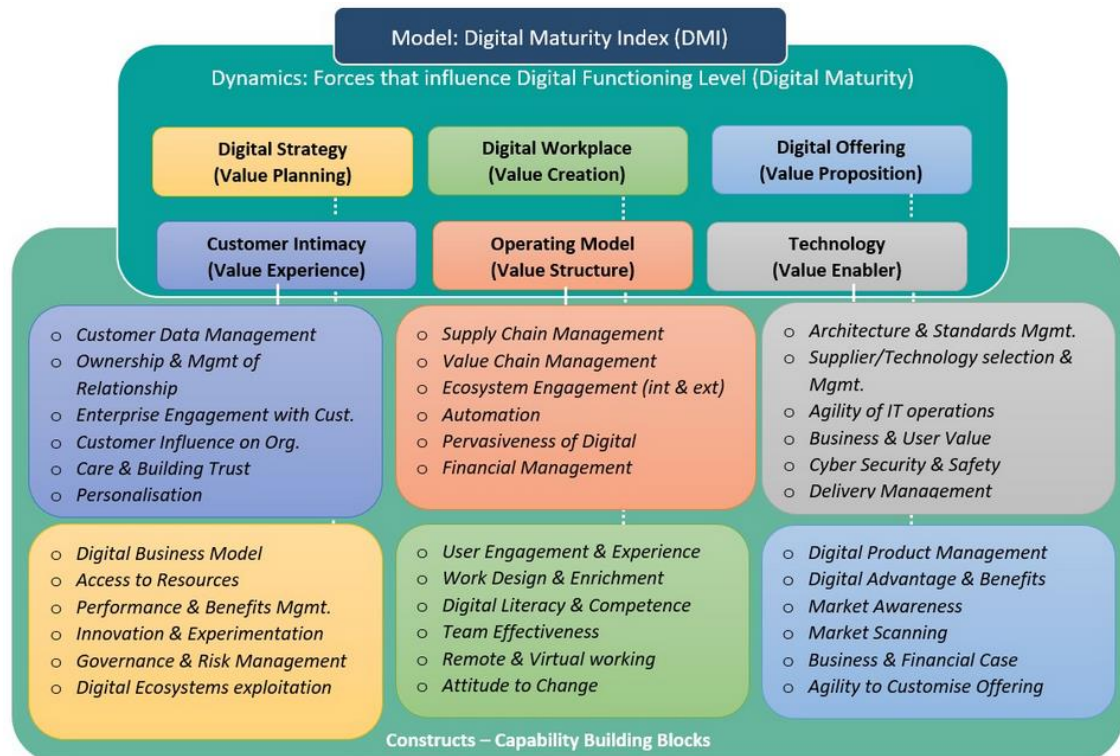 Model: Digital Maturity Index (DMI)
Dynamics: Forces that influence Digital Functioning Level (Digital Maturity)
Digital Strategy
(Value Planning)
Digital Workplace
(Value Creation)
Digital Offering
(Value Proposition)
Customer Intimacy
(Value Experience)
Operating Model
(Value Structure)
Technology
(Value Enabler)
o Customer Data Management
o Ownership & Mgmt of
Relationship
o Enterprise Engagement with Cust.
o Customer Influence on Org.
o Care & Building Trust
o Personalisation
o Supply Chain Management
o Value Chain Management
o Ecosystem Engagement (int & ext)
o Automation
o Pervasiveness of Digital
o Financial Management
o Architecture & Standards Mgmt.
o Supplier/Technology selection &
Mgmt.
o Agility of IT operations
o Business & User Value
o Cyber Security & Safety
o Delivery Management
o Digital Business Model
o Access to Resources
o Performance & Benefits Mgmt.
o Innovation & Experimentation
o Governance & Risk Management
o Digital Ecosystems exploitation
o User Engagement & Experience
o Work Design & Enrichment
o Digital Literacy & Competence
o Team Effectiveness
o Remote & Virtual working
o Attitude to Change
o Digital Product Management
o Digital Advantage & Benefits
o Market Awareness
o Market Scanning
o Business & Financial Case
o Agility to Customise Offering
Constructs – Capability Building Blocks